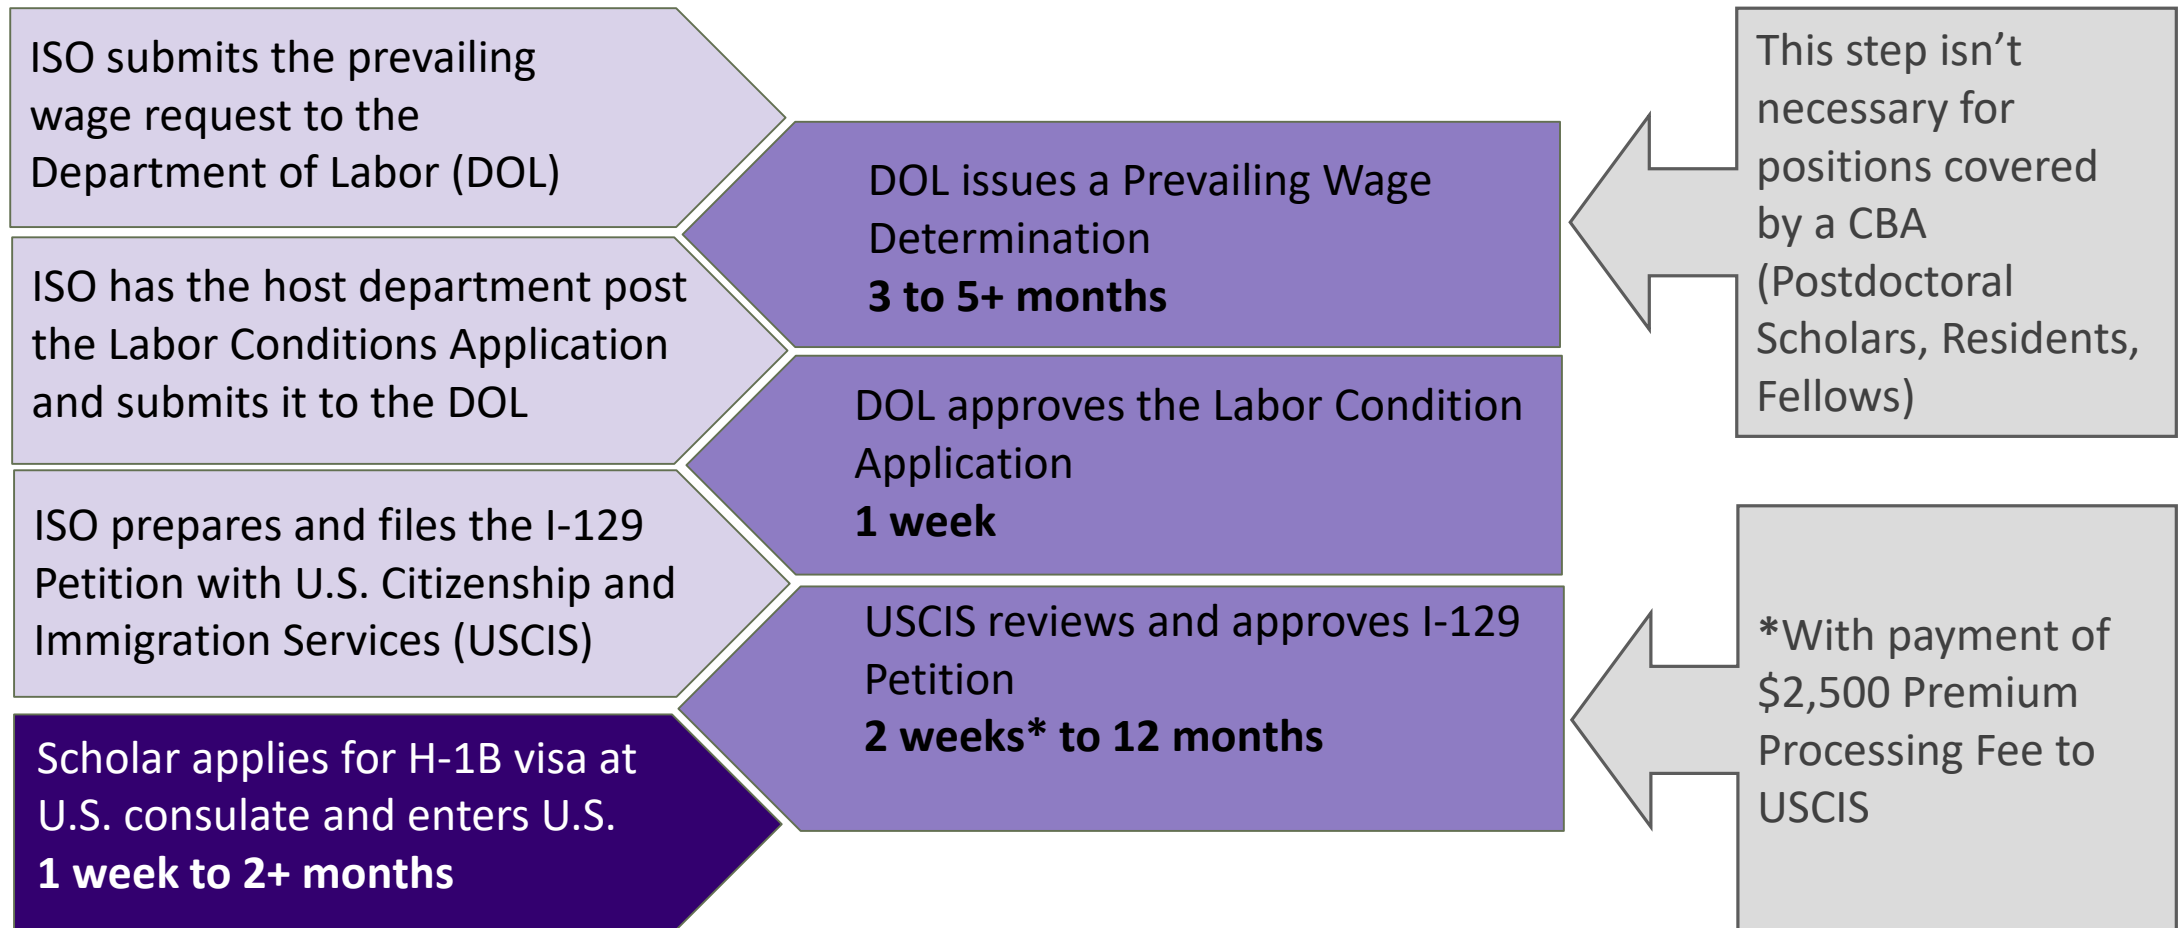 ISO submits the prevailing
wage request to the
Department of Labor (DOL)
DOL issues a Prevailing Wage
Determination
3 to 5+ months
This step isn’t
necessary for
positions covered
by a CBA
(Postdoctoral
Scholars, Residents,
Fellows)
ISO has the host department post
the Labor Conditions Application
and submits it to the DOL
DOL approves the Labor Condition
Application
1 week
ISO prepares and files the I-129
Petition with U.S. Citizenship and
Immigration Services (USCIS)
USCIS reviews and approves I-129
Petition
2 weeks* to 12 months
*With payment of
$2,500 Premium
Processing Fee to
USCIS
Scholar applies for H-1B visa at
U.S. consulate and enters U.S.
1 week to 2+ months